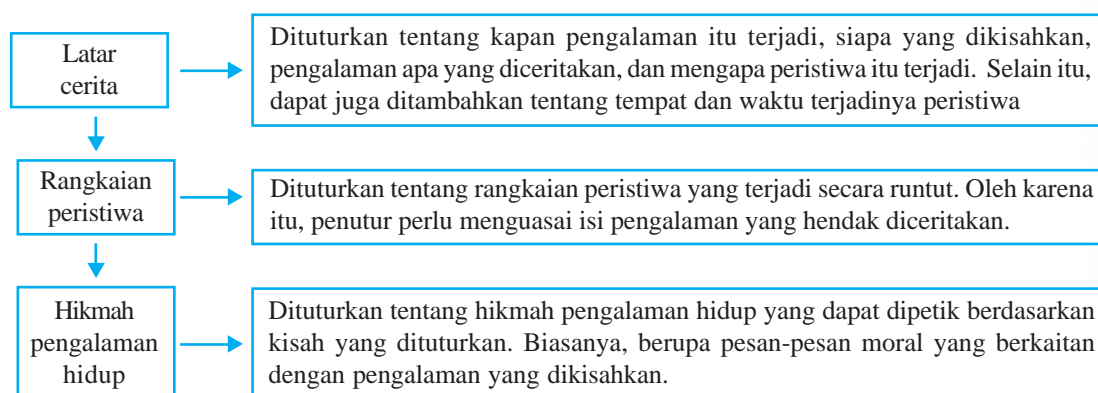 Latar
cerita
Dituturkan tentang kapan pengalaman itu terjadi, siapa yang dikisahkan,
pengalaman apa yang diceritakan, dan mengapa peristiwa itu terjadi. Selain itu,
dapat juga ditambahkan tentang tempat dan waktu terjadinya peristiwa
Rangkaian
peristiwa
Dituturkan tentang rangkaian peristiwa yang terjadi secara runtut. Oleh karena
itu, penutur perlu menguasai isi pengalaman yang hendak diceritakan.
Hikmah
pengalaman
hidup
Dituturkan tentang hikmah pengalaman hidup yang dapat dipetik berdasarkan
kisah yang dituturkan. Biasanya, berupa pesan-pesan moral yang berkaitan
dengan pengalaman yang dikisahkan.